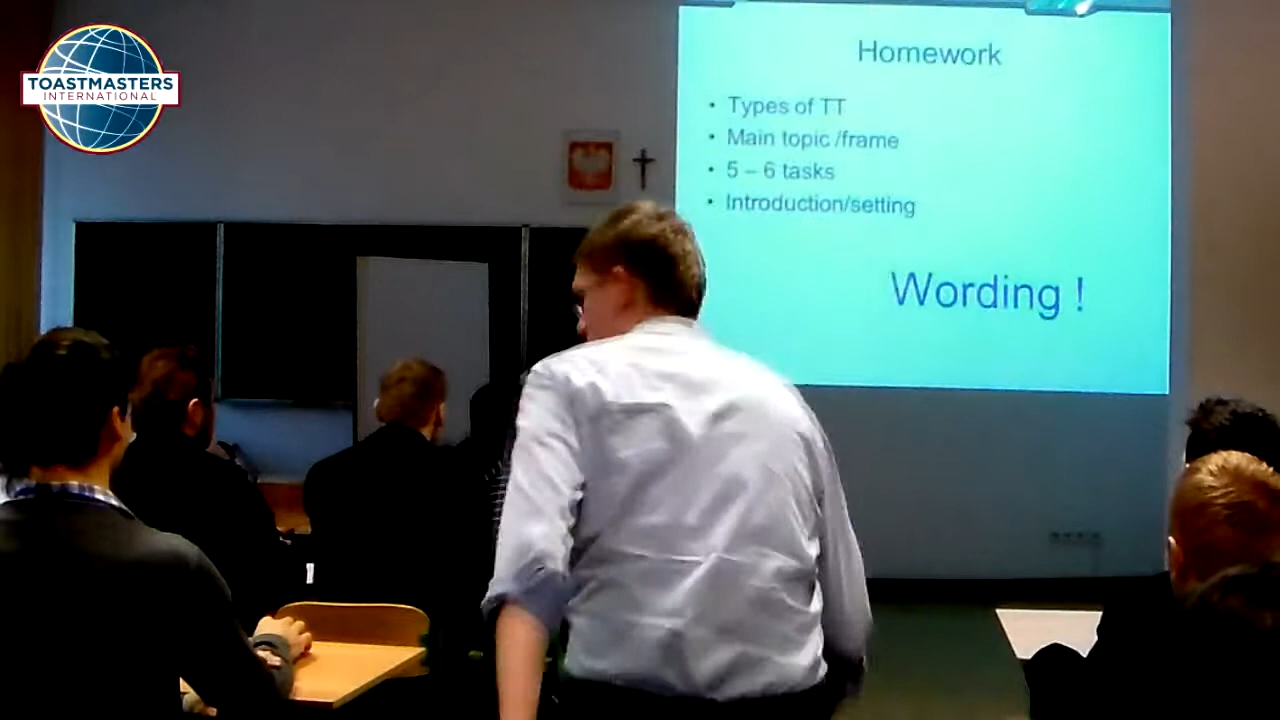 TOASTMASTERS
INTERNATIONAL
Homework
• Types of TT
• Main topic /frame
• 5 – 6 tasks
• Introduction/setting
Wording !